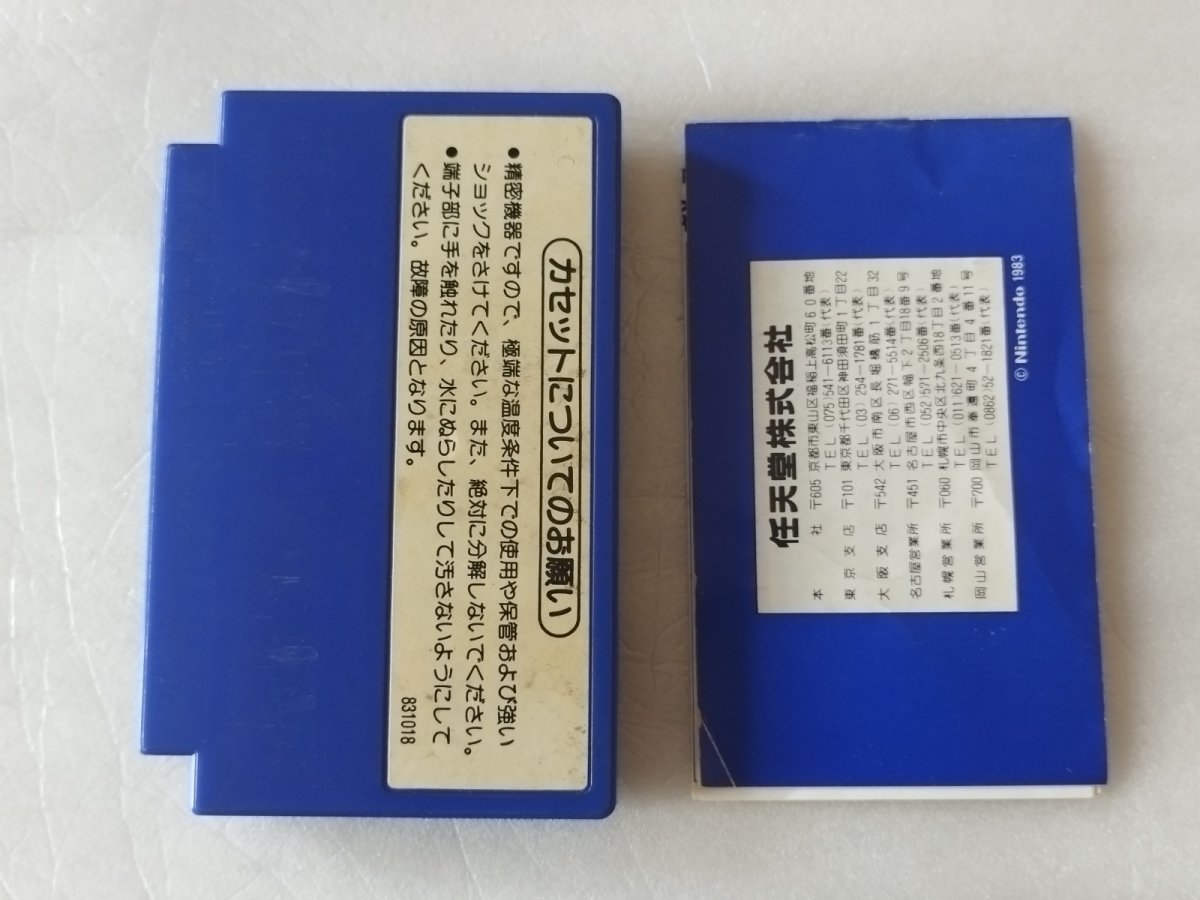 カセットについてのお願い
●精密機器ですので、極端な温度条件下での使用や保管および強い
ショックをさけてください。また、絶対に分解しないでください。
●端子部に手を触れたり、水にぬらしたりして汚さないようにして
ください。故障の原因となります。
831018
任天堂株式会社
本社 〒605 京都市東山区福稲上高松町60番地
TEL (075)541-6113番(代表)
東京支店 〒101 東京都千代田区神田須田町1丁目22
TEL (03)254-1781番(代表)
大阪支店 〒542 大阪市南区長堀橋筋1丁目32
TEL (06)271-5514番(代表)
名古屋営業所 〒451 名古屋市西区幅下2丁目18番9号
TEL (052)571-2506番(代表)
札幌営業所 〒060 札幌市中央区北九条西18丁目2番地
TEL (011)621-0513番(代表)
岡山営業所 〒700 岡山市奉還町4丁目4番11号
TEL (0862)52-1821番(代表)
© Nintendo 1983